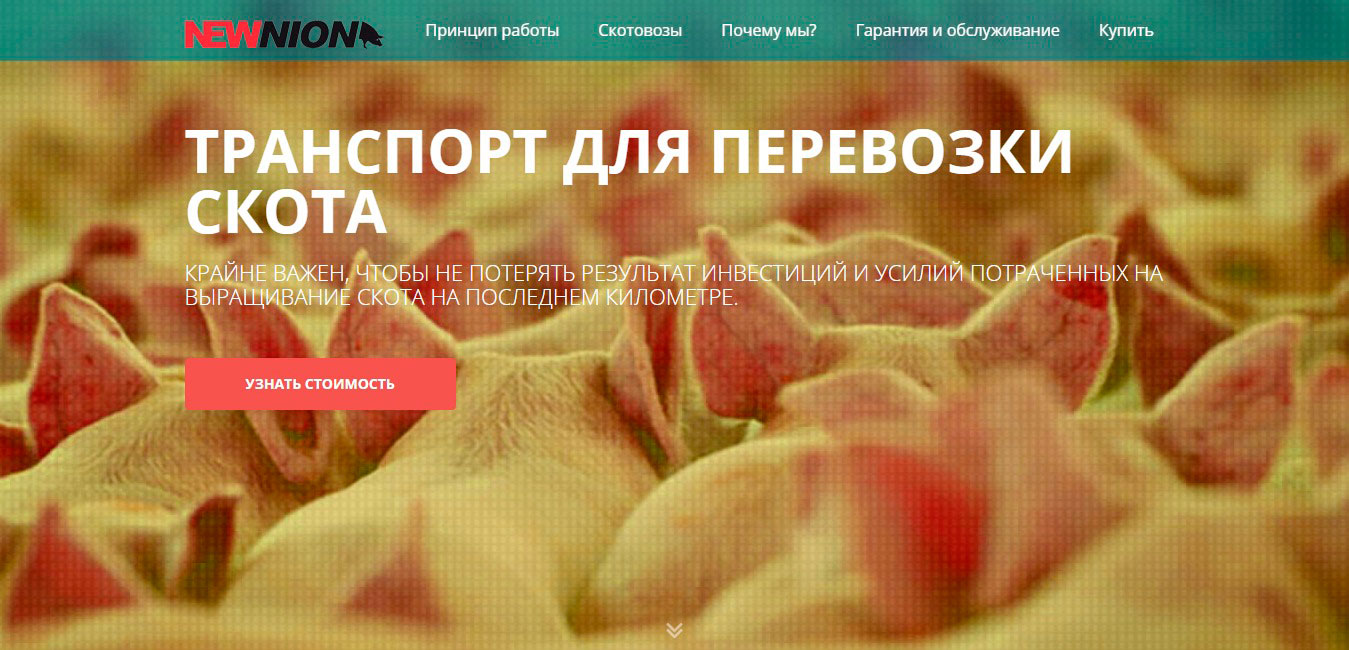 NEWNION
Принцип работы
Скотовозы
Почему мы?
Гарантия и обслуживание
Купить
ТРАНСПОРТ ДЛЯ ПЕРЕВОЗКИ
СКОТА
КРАЙНЕ ВАЖЕН, ЧТОБЫ НЕ ПОТЕРЯТЬ РЕЗУЛЬТАТ ИНВЕСТИЦИЙ И УСИЛИЙ ПОТРАЧЕННЫХ НА
ВЫРАЩИВАНИЕ СКОТА НА ПОСЛЕДНЕМ КИЛОМЕТРЕ.
УЗНАТЬ СТОИМОСТЬ